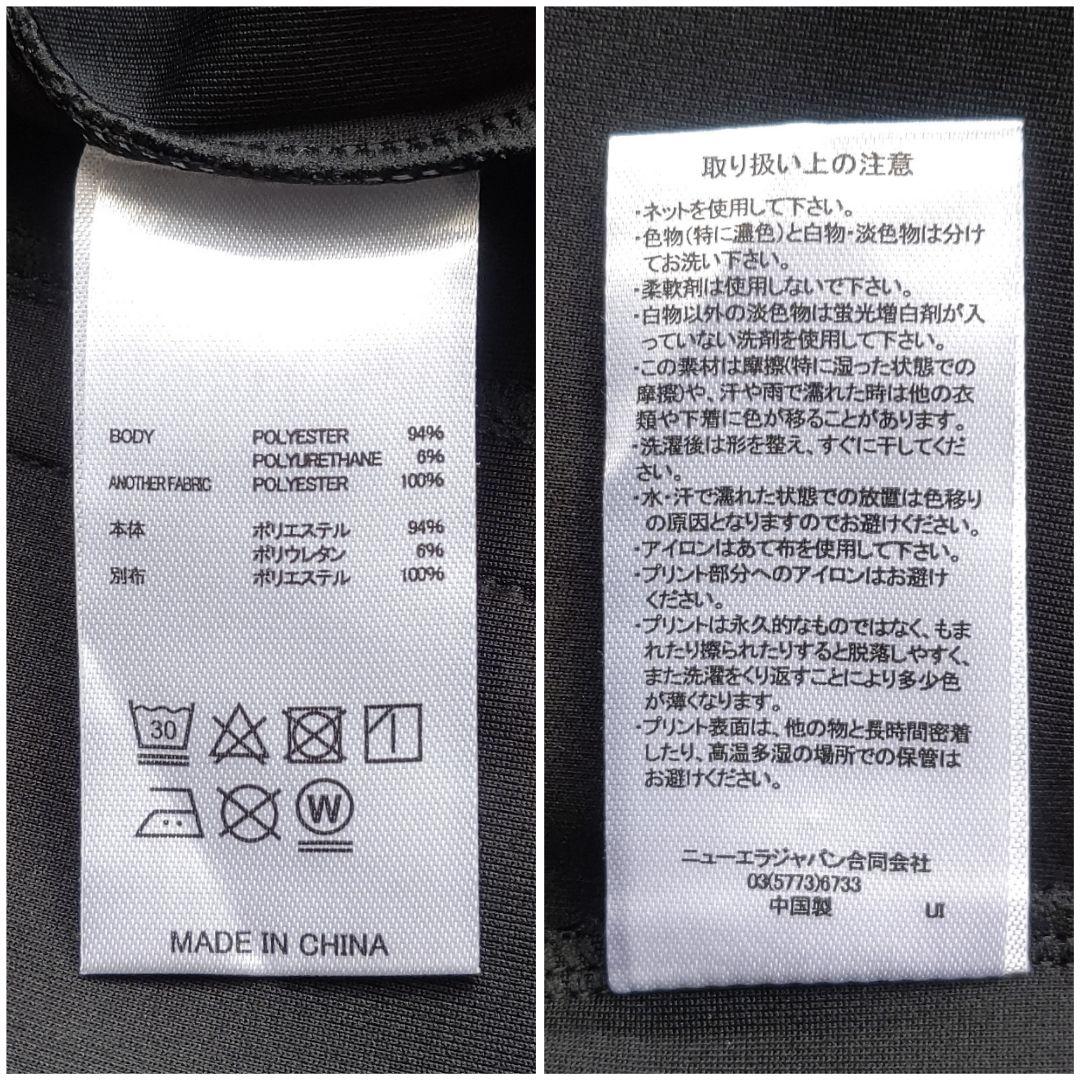 BODY POLYESTER 94%
POLYURETHANE 6%
ANOTHER FABRIC POLYESTER 100%
本体 ポリエステル 94%
ポリウレタン 6%
別布 ポリエステル 100%
30
W
MADE IN CHINA
取り扱い上の注意
・ネットを使用して下さい。
・色物(特に濃色)と白物・淡色物は分け
てお洗い下さい。
・柔軟剤は使用しないで下さい。
・白物以外の淡色物は蛍光増白剤が入
っていない洗剤を使用して下さい。
・この素材は摩擦(特に湿った状態での
摩擦)や、汗や雨で濡れた時は他の衣
類や下着に色が移ることがあります。
・洗濯後は形を整え、すぐに干してくだ
さい。
・水・汗で濡れた状態での放置は色移り
の原因となりますのでお避けください。
・アイロンはあて布を使用して下さい。
・プリント部分へのアイロンはお避け
ください。
・プリントは永久的なものではなく、もま
れたり擦られたりすると脱落しやすく、
また洗濯をくり返すことにより多少色
が薄くなります。
・プリント表面は、他の物と長時間密着
したり、高温多湿の場所での保管は
お避けください。
ニューエラジャパン合同会社
03(5773)6733
中国製 UI